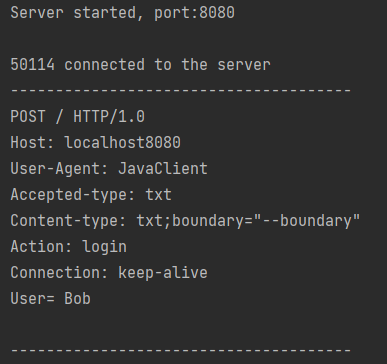 Server started, port:8080
50114 connected to the server
--------------------------------------
POST / HTTP/1.0
Host: localhost8080
User-Agent: JavaClient
Accepted-type: txt
Content-type: txt;boundary="--boundary"
Action: login
Connection: keep-alive
User= Bob
--------------------------------------